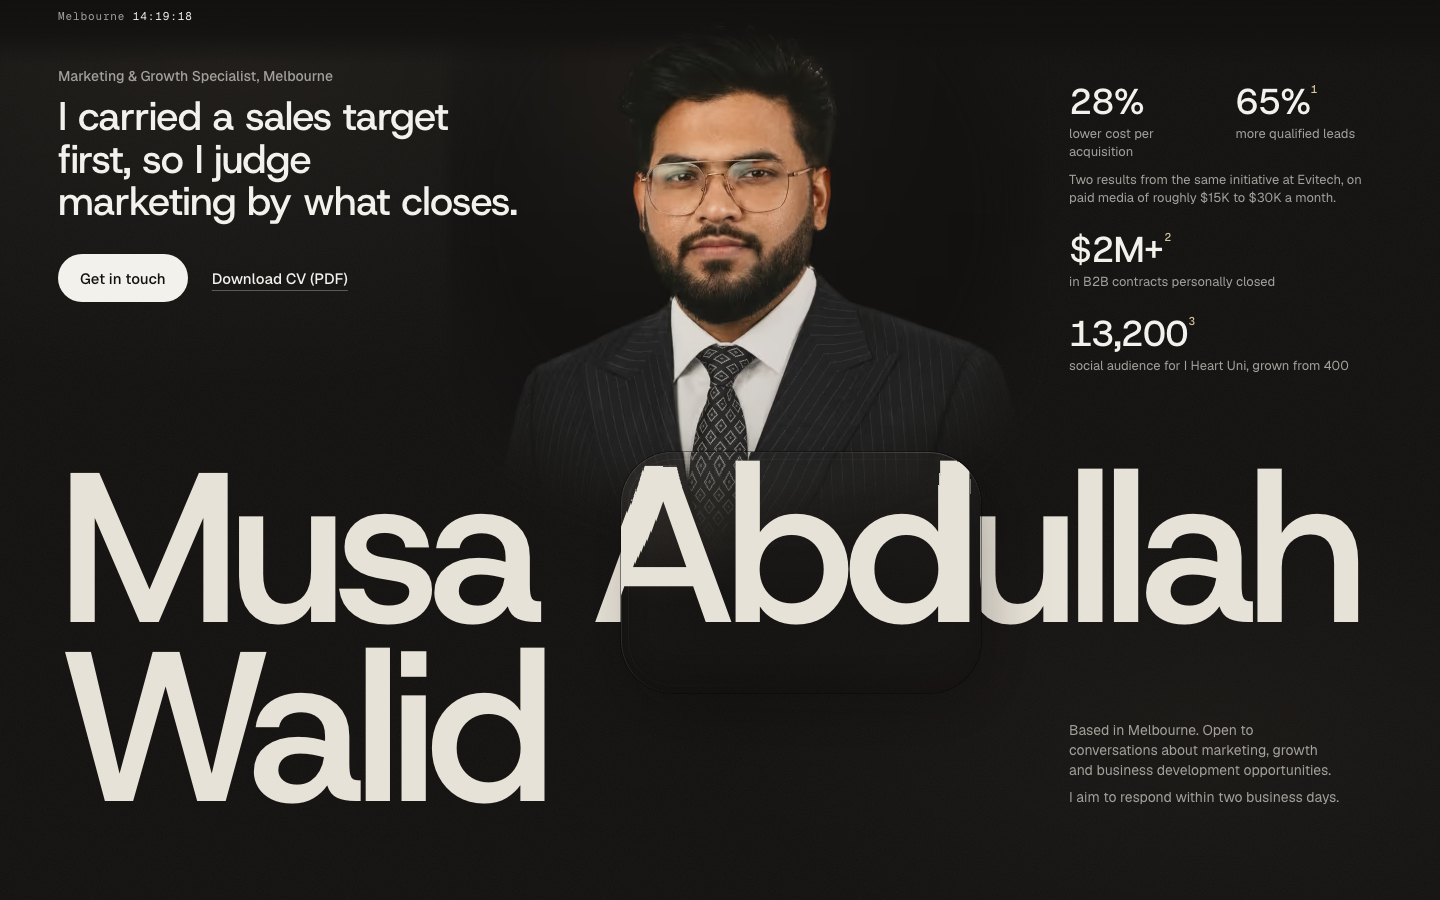 Melbourne 14:19:18
Marketing & Growth Specialist, Melbourne
I carried a sales target
first, so I judge
marketing by what closes.
Get in touch
Download CV (PDF)
28%
lower cost per
acquisition
65%1
more qualified leads
Two results from the same initiative at Evitech, on
paid media of roughly $15K to $30K a month.
$2M+2
in B2B contracts personally closed
13,2003
social audience for I Heart Uni, grown from 400
Musa Abdullah
Walid
Based in Melbourne. Open to
conversations about marketing, growth
and business development opportunities.
I aim to respond within two business days.